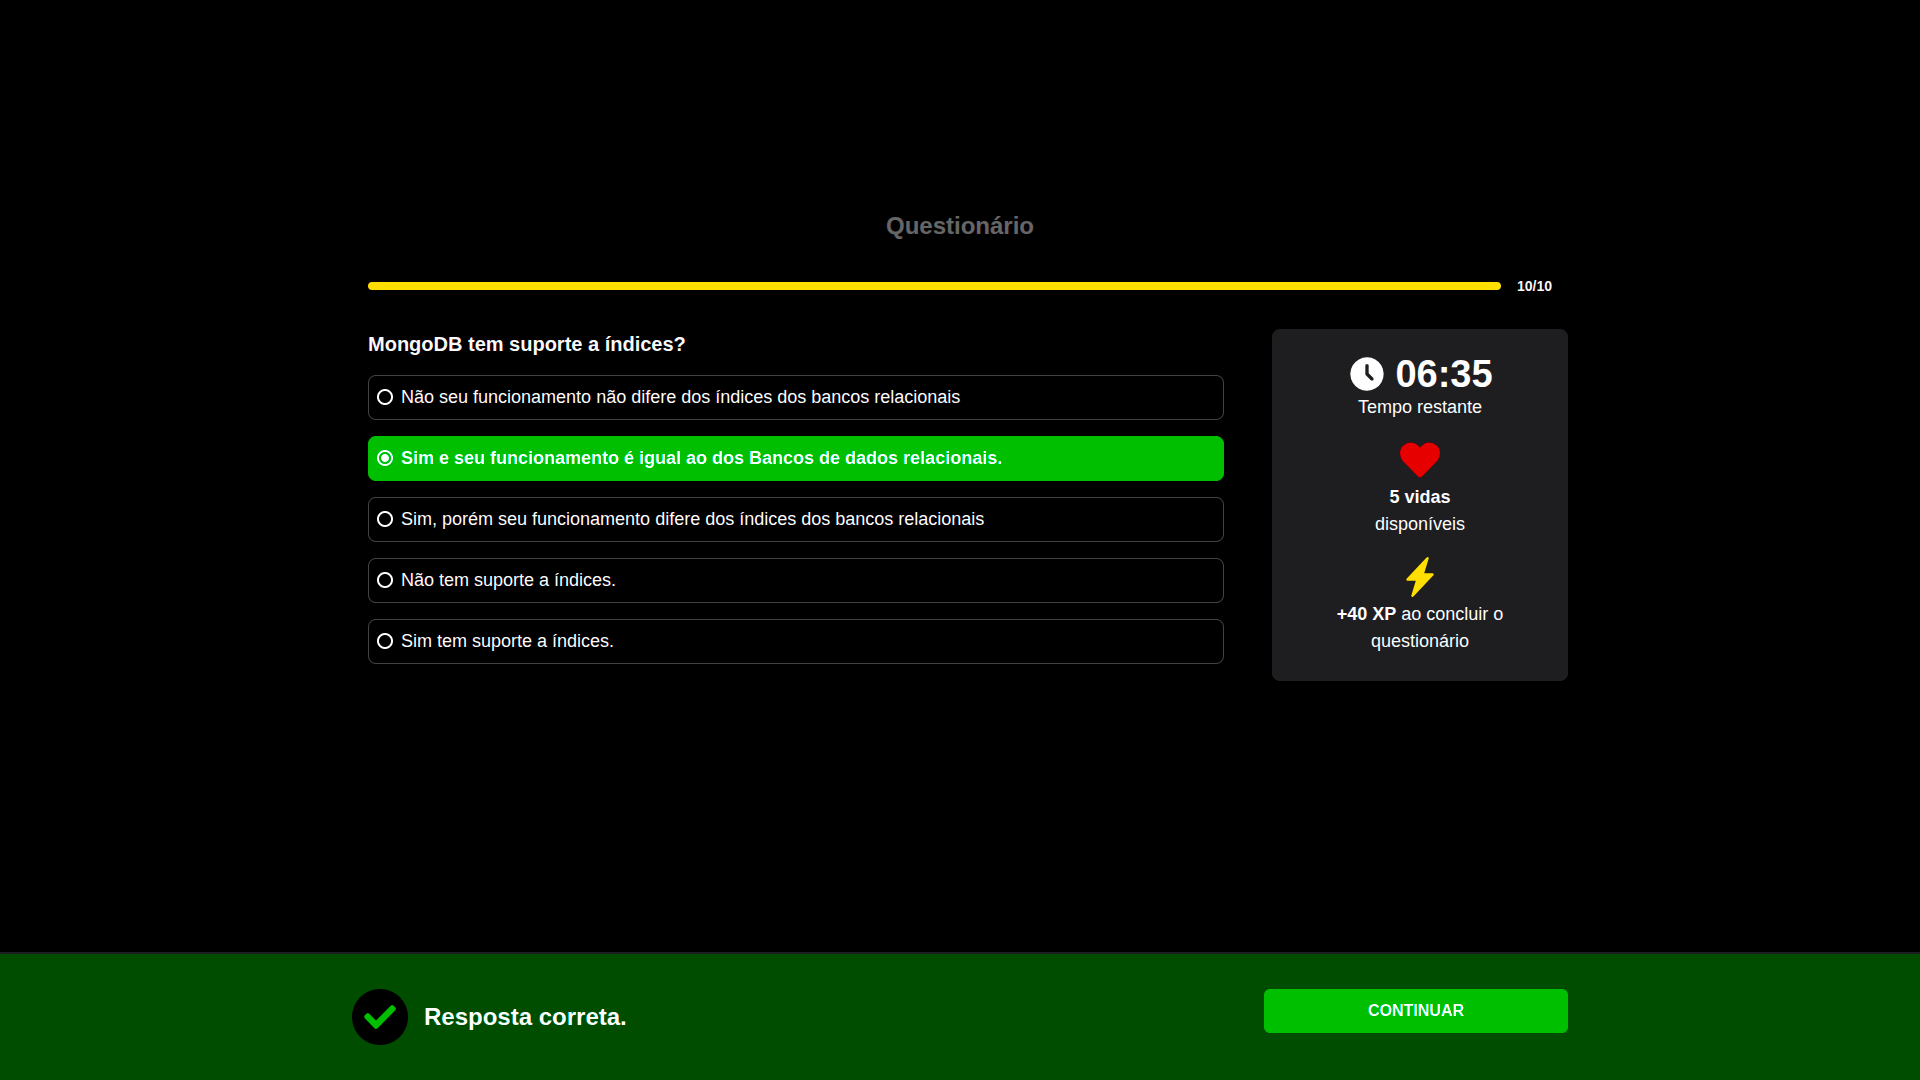 Questionário
10/10
MongoDB tem suporte a índices?
Não seu funcionamento não difere dos índices dos bancos relacionais
Sim e seu funcionamento é igual ao dos Bancos de dados relacionais.
Sim, porém seu funcionamento difere dos índices dos bancos relacionais
Não tem suporte a índices.
Sim tem suporte a índices.
06:35
Tempo restante
5 vidas
disponíveis
+40 XP ao concluir o
questionário
Resposta correta.
CONTINUAR